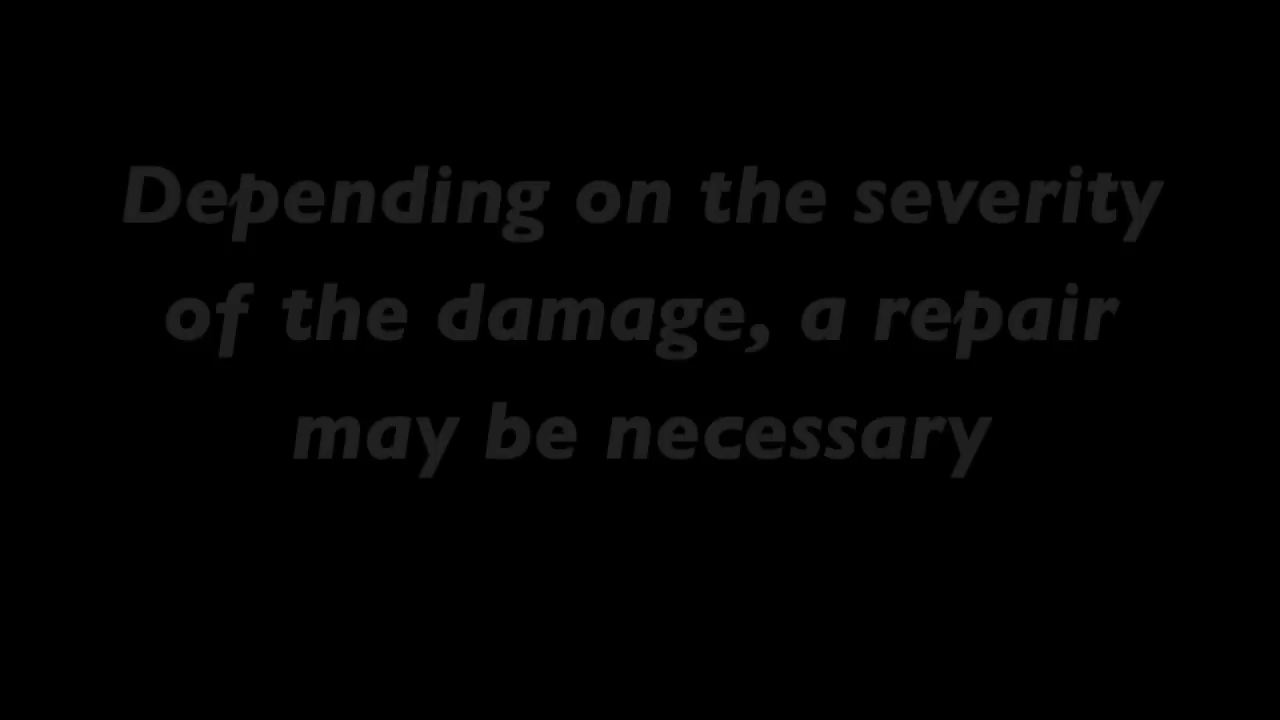 Depending on the severity
of the damage, a repair
may be necessary